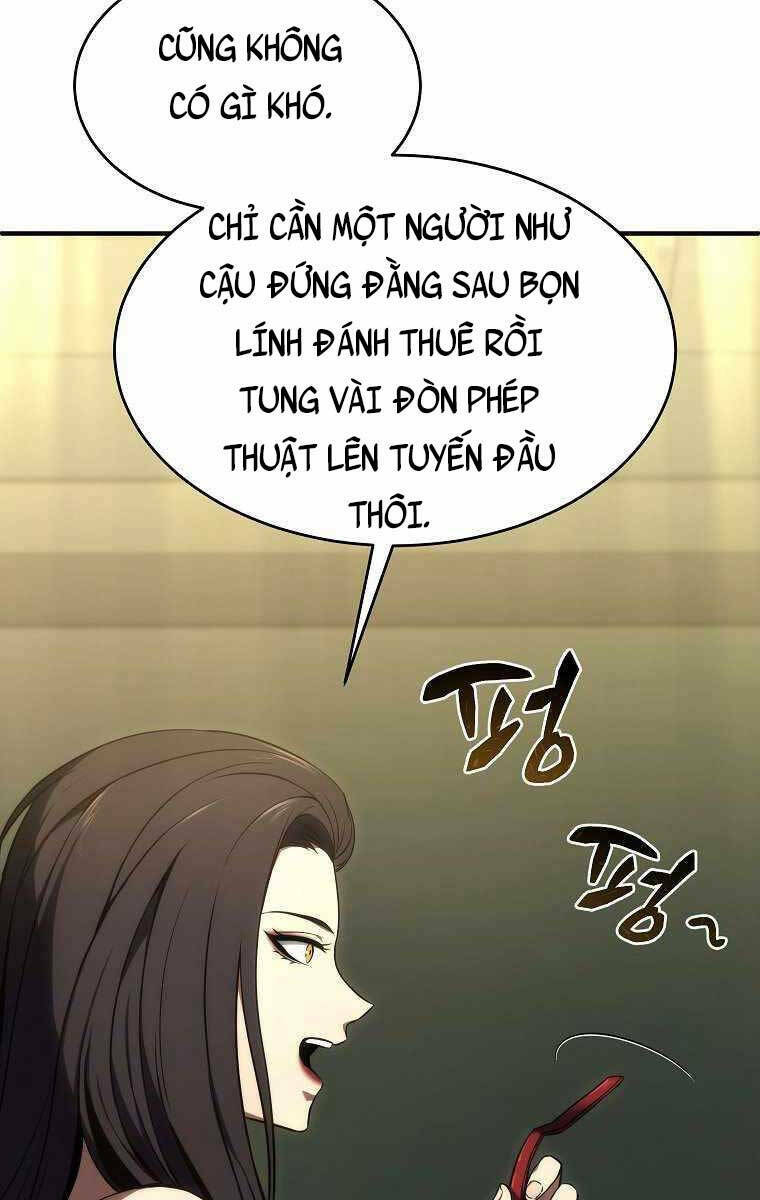 CŨNG KHÔNG
CÓ GÌ KHÓ.
CHỈ CẦN MỘT NGƯỜI NHƯ
CẬU ĐỨNG ĐẰNG SAU BỌN
LÍNH ĐÁNH THUÊ RỒI
TUNG VÀI ĐÒN PHÉP
THUẬT LÊN TUYẾN ĐẦU
THÔI.
펑
펑~